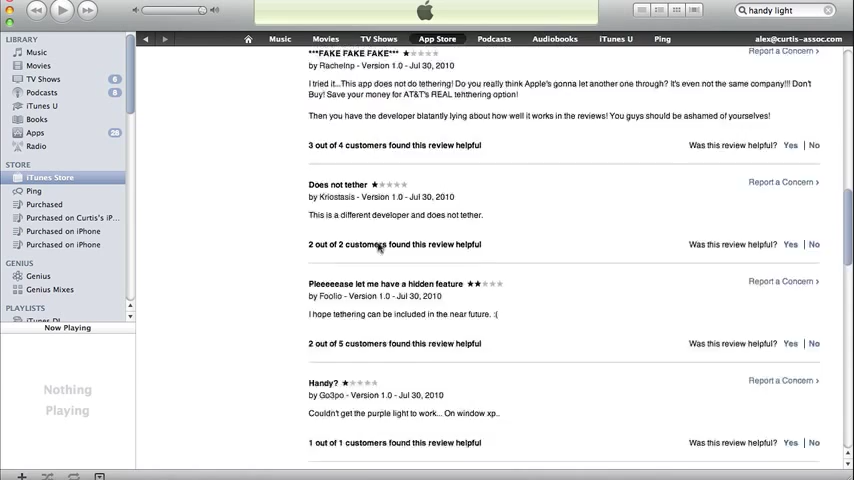 handy light
LIBRARY
Music
Movies
TV Shows 6
Podcasts 8
iTunes U
Books
Apps 28
Radio
STORE
iTunes Store
Ping
Purchased
Purchased on Curtis's iP...
Purchased on iPhone
Purchased on iPhone
GENIUS
Genius
Genius Mixes
PLAYLISTS
iTunes DJ
Now Playing
Nothing
Playing
Music Movies TV Shows App Store Podcasts Audiobooks iTunes U Ping alex@curtis-assoc.com
***FAKE FAKE FAKE*** Report a Concern >
by RacheInp - Version 1.0 - Jul 30, 2010
I tried it...This app does not do tethering! Do you really think Apple's gonna let another one through? It's even not the same company!!! Don't
Buy! Save your money for AT&T's REAL tehthering option!
Then you have the developer blatantly lying about how well it works in the reviews! You guys should be ashamed of yourselves!
3 out of 4 customers found this review helpful Was this review helpful? Yes | No
Does not tether Report a Concern >
by Kriostasis - Version 1.0 - Jul 30, 2010
This is a different developer and does not tether.
2 out of 2 customers found this review helpful Was this review helpful? Yes | No
Pleeeeease let me have a hidden feature Report a Concern >
by Foolio - Version 1.0 - Jul 30, 2010
I hope tethering can be included in the near future. :(
2 out of 5 customers found this review helpful Was this review helpful? Yes | No
Handy? Report a Concern >
by Go3po - Version 1.0 - Jul 30, 2010
Couldn't get the purple light to work... On window xp..
1 out of 1 customers found this review helpful Was this review helpful? Yes | No